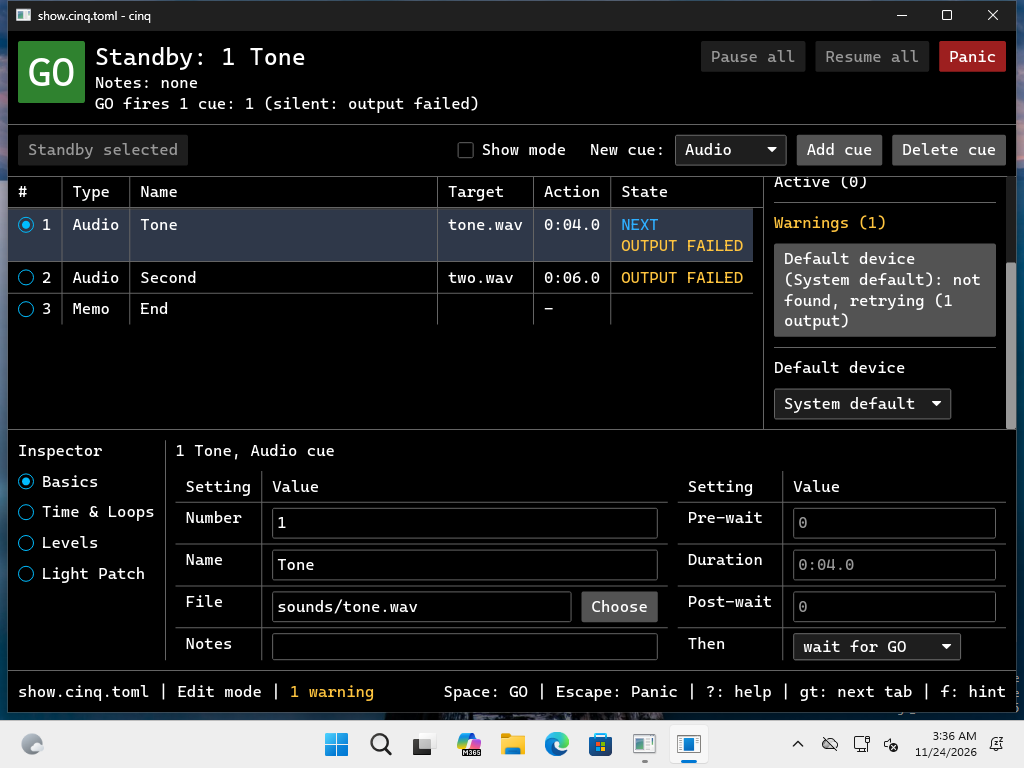 show.cinq.toml - cinq
GO
Standby: 1 Tone
Notes: none
GO fires 1 cue: 1 (silent: output failed)
Pause all
Resume all
Panic
Standby selected
Show mode
New cue:
Audio
Add cue
Delete cue
# Type Name Target Action State
1 Audio Tone tone.wav 0:04.0 NEXT
OUTPUT FAILED
2 Audio Second two.wav 0:06.0 OUTPUT FAILED
3 Memo End –
Active (0)
Warnings (1)
Default device
(System default): not
found, retrying (1
output)
Default device
System default
Inspector
Basics
Time & Loops
Levels
Light Patch
1 Tone, Audio cue
Setting Value
Number 1
Name Tone
File sounds/tone.wav Choose
Notes
Setting Value
Pre-wait 0
Duration 0:04.0
Post-wait 0
Then wait for GO
show.cinq.toml | Edit mode | 1 warning
Space: GO | Escape: Panic | ?: help | gt: next tab | f: hint
M365
3:36 AM
11/24/2026